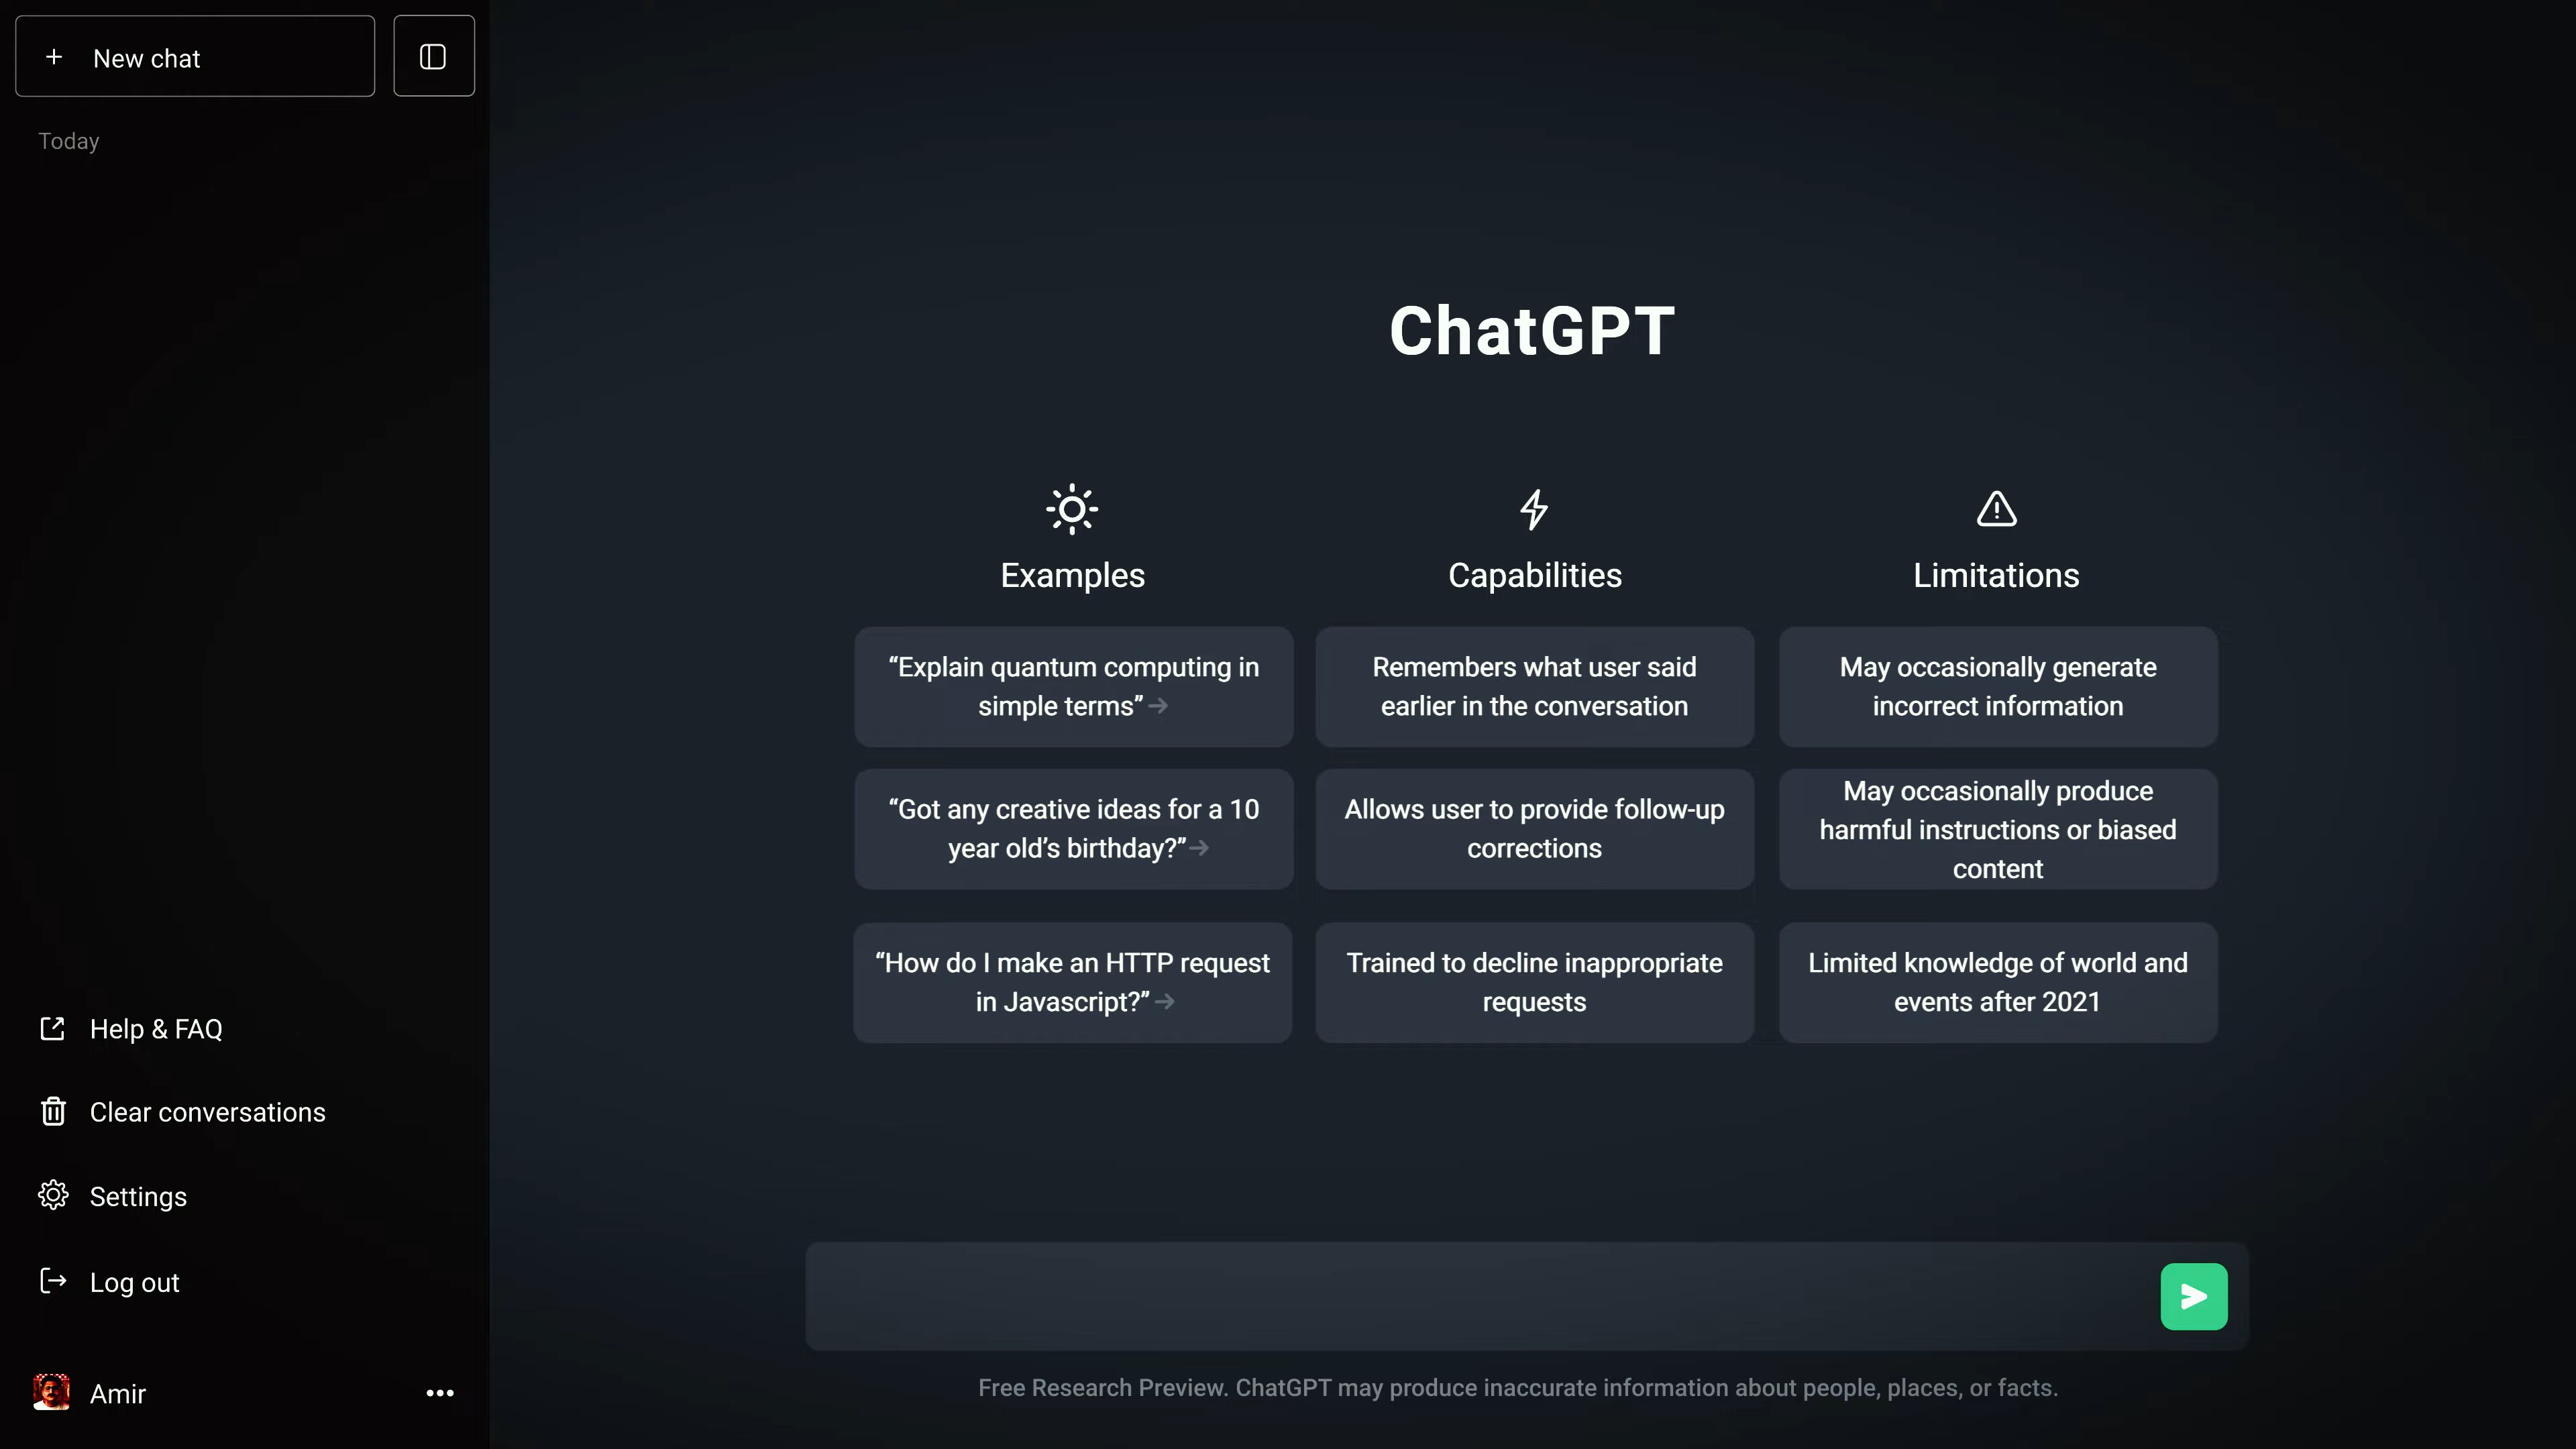 New chat
Today
ChatGPT
Examples
Capabilities
Limitations
“Explain quantum computing in
simple terms”→
Remembers what user said
earlier in the conversation
May occasionally generate
incorrect information
“Got any creative ideas for a 10
year old’s birthday?”→
Allows user to provide follow-up
corrections
May occasionally produce
harmful instructions or biased
content
“How do I make an HTTP request
in Javascript?”→
Trained to decline inappropriate
requests
Limited knowledge of world and
events after 2021
Help & FAQ
Clear conversations
Settings
Log out
Amir
Free Research Preview. ChatGPT may produce inaccurate information about people, places, or facts.